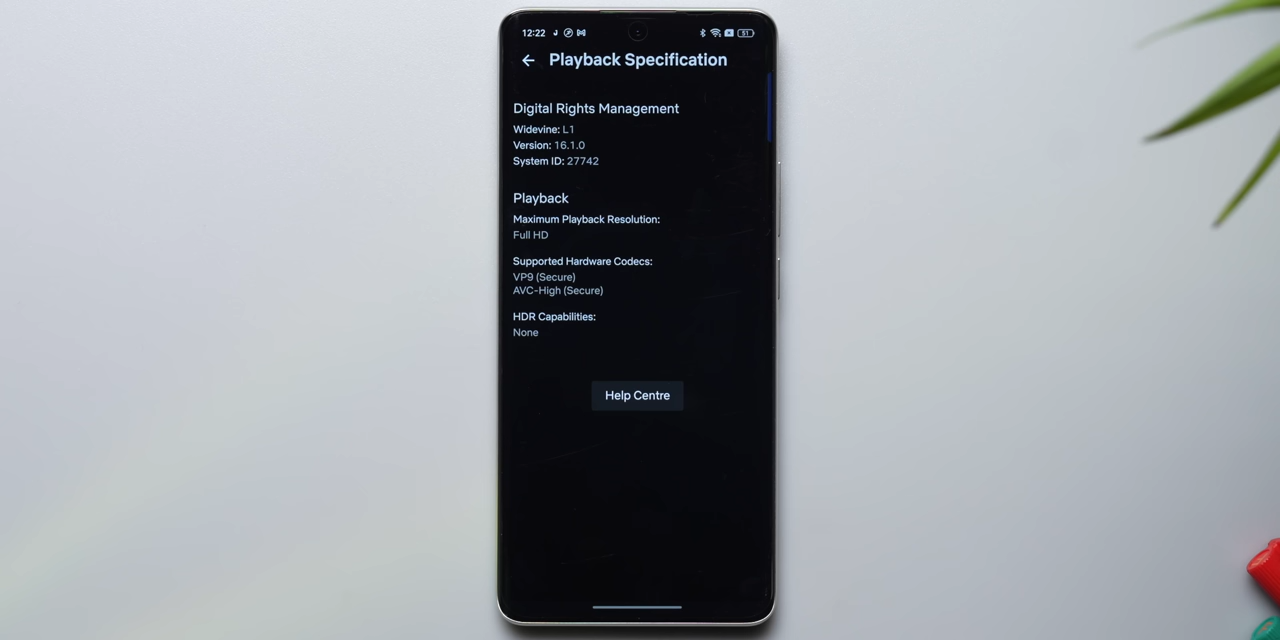 12:22
51
Playback Specification
Digital Rights Management
Widevine: L1
Version: 16.1.0
System ID: 27742
Playback
Maximum Playback Resolution:
Full HD
Supported Hardware Codecs:
VP9 (Secure)
AVC-High (Secure)
HDR Capabilities:
None
Help Centre